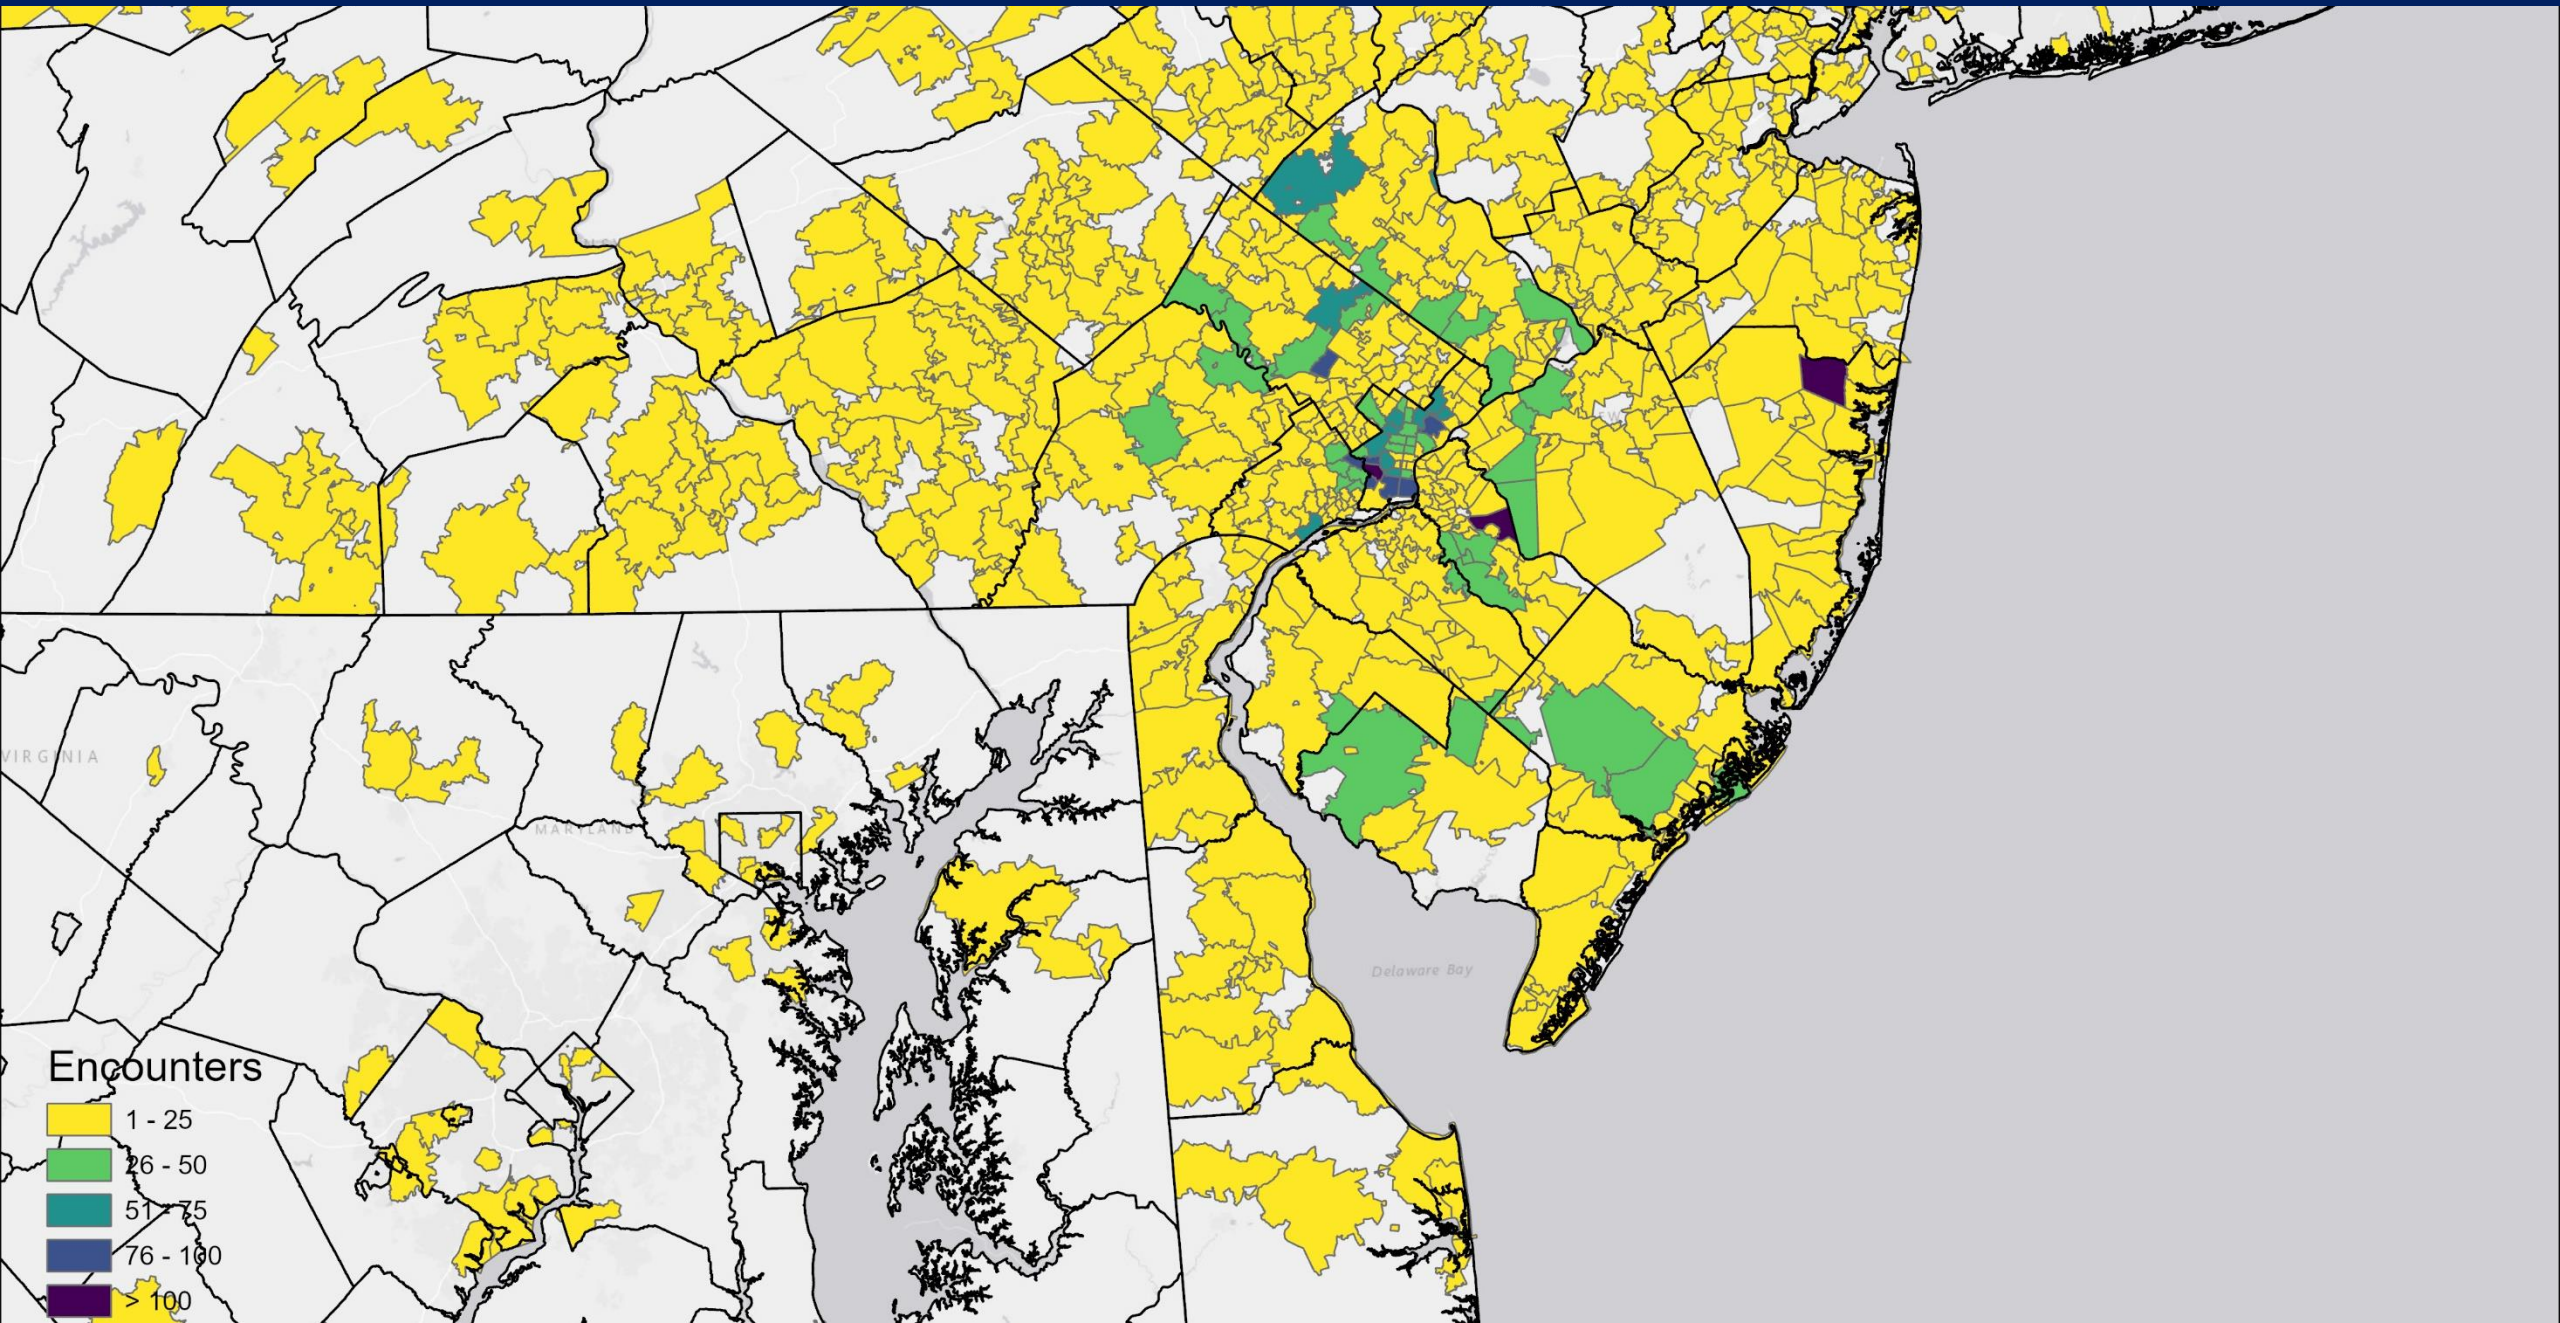 VIRGINIA
MARYLAND
Delaware Bay
Encounters
1 - 25
26 - 50
51 - 75
76 - 100
> 100